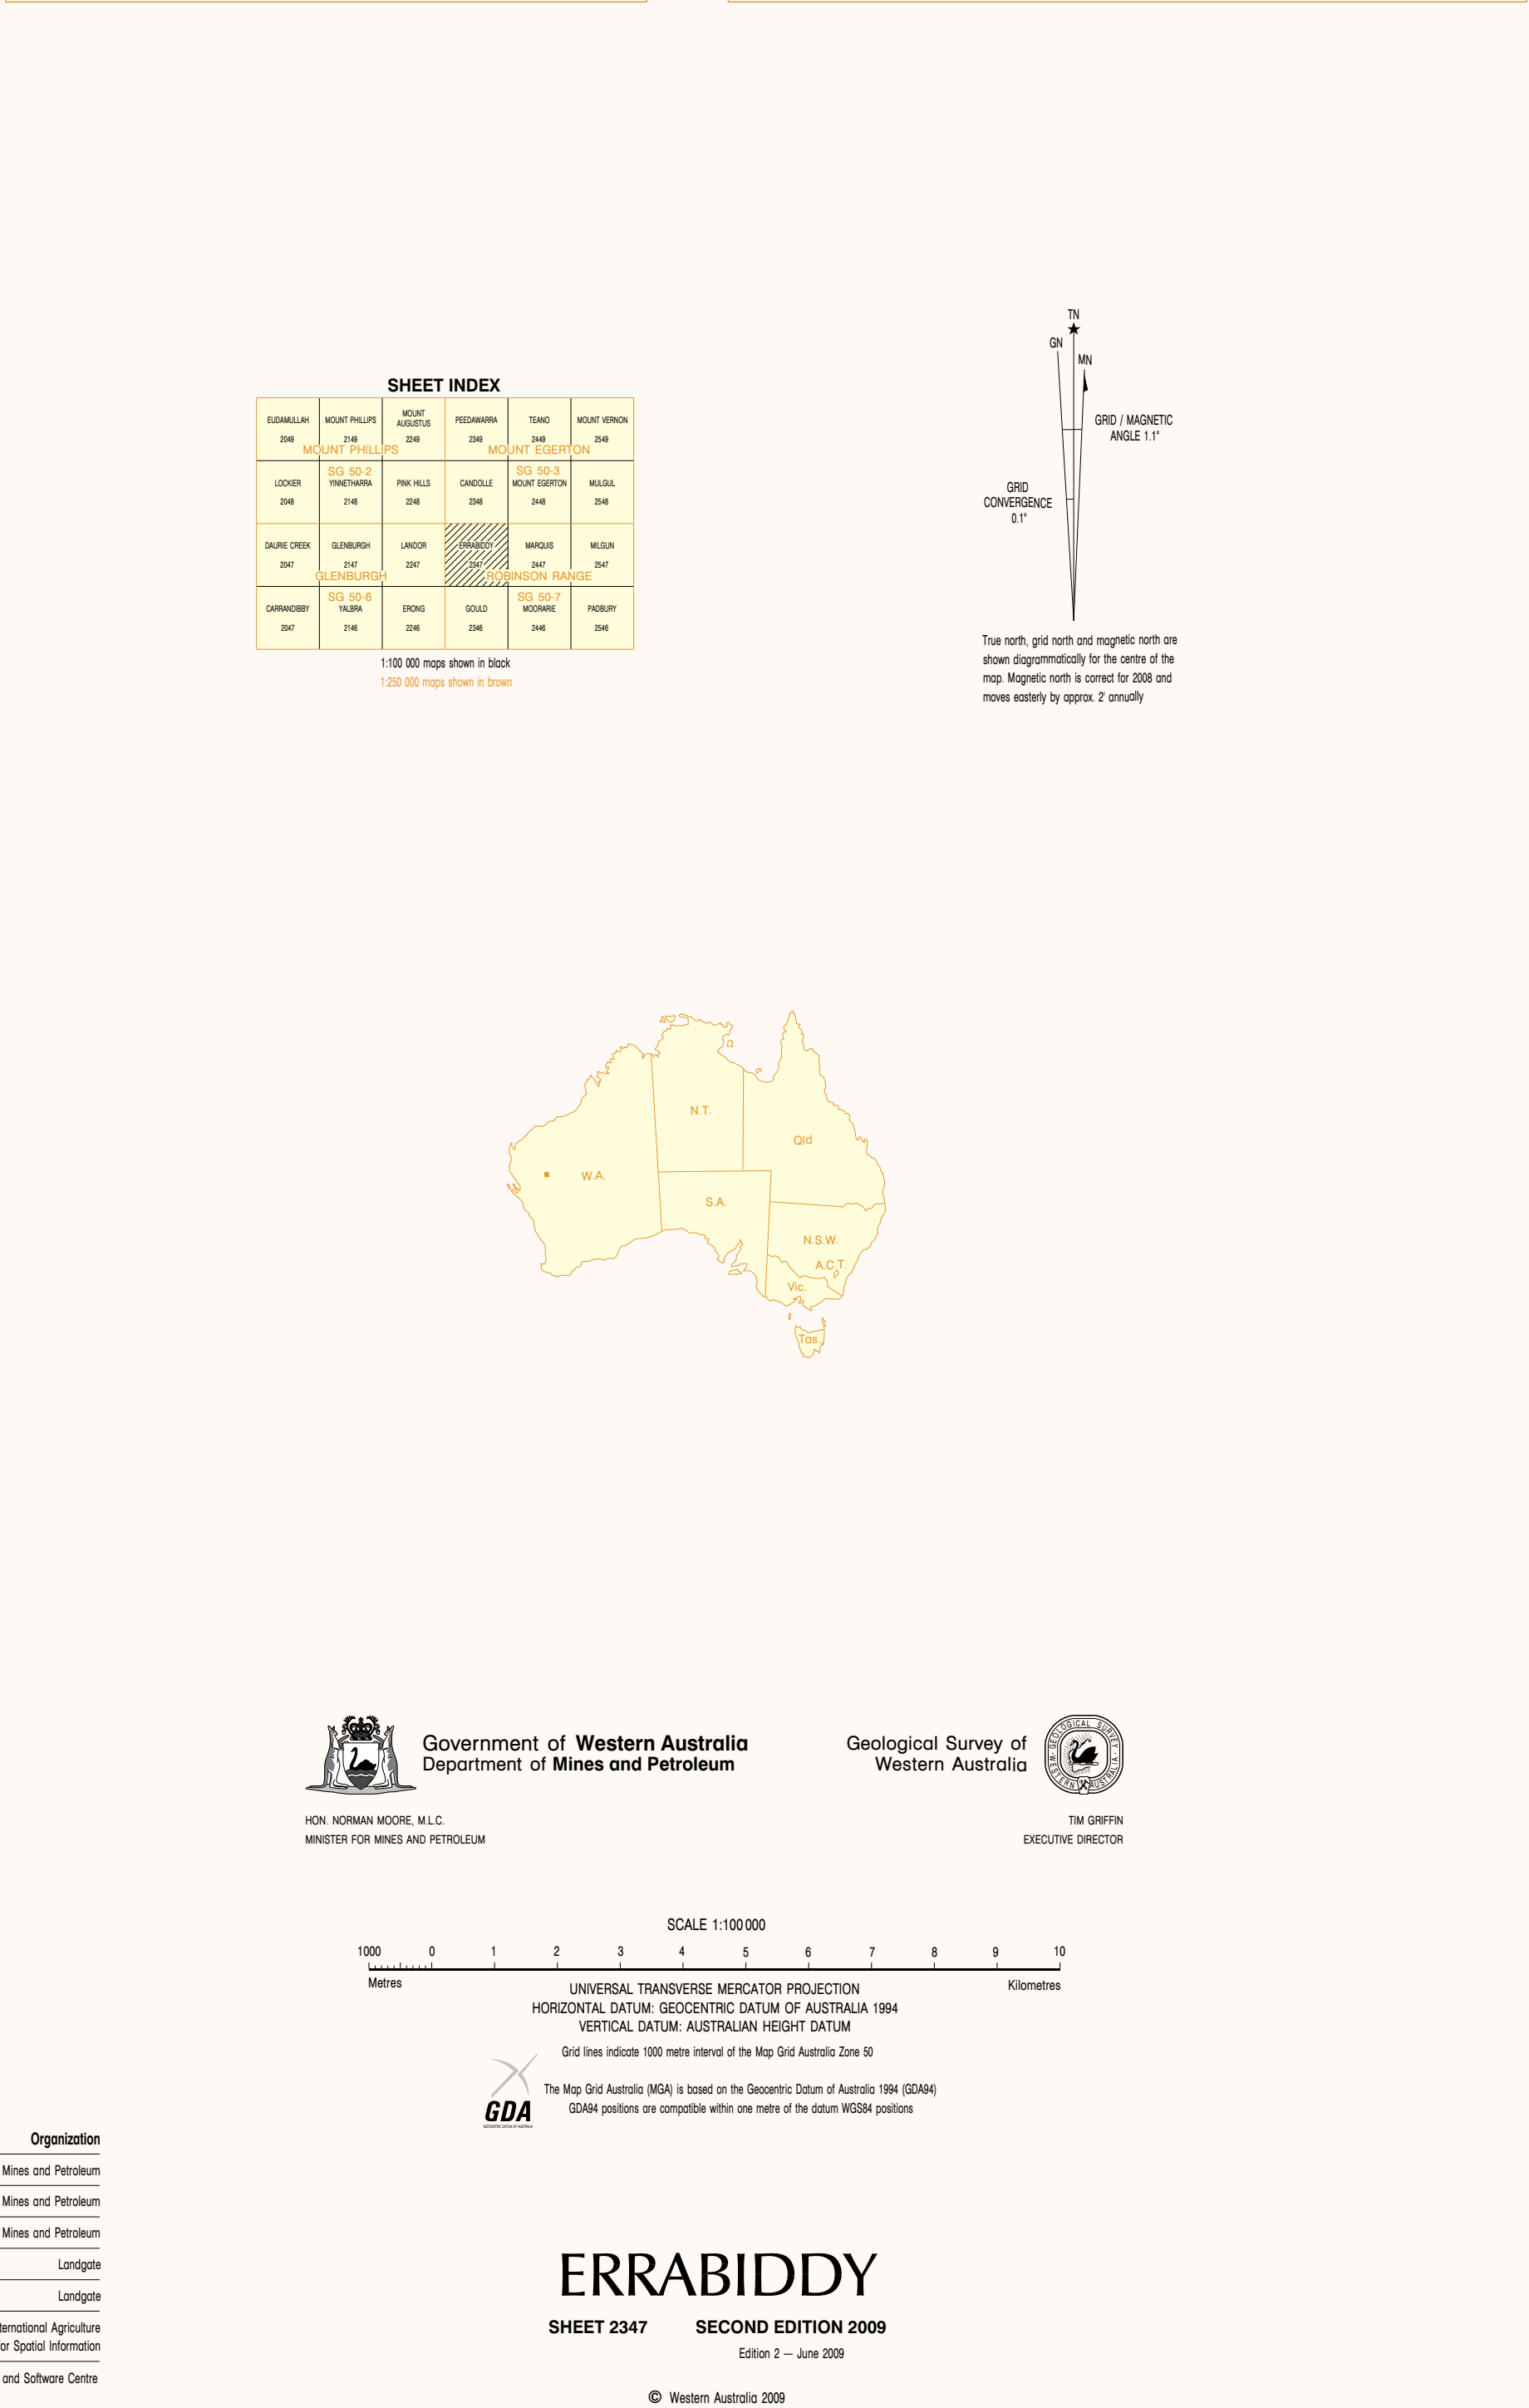 TN
GN
MN
GRID / MAGNETIC
ANGLE 1.1°
GRID
CONVERGENCE
0.1°
True north, grid north and magnetic north are
shown diagrammatically for the centre of the
map. Magnetic north is correct for 2008 and
moves easterly by approx. 2' annually
SHEET INDEX
EUDAMULLAH
2049
MOUNT PHILLIPS
2149
MOUNT
AUGUSTUS
2249
PEEDAWARRA
2349
TEANO
2449
MOUNT VERNON
2549
MOUNT PHILLIPS
MOUNT EGERTON
SG 50-2
SG 50-3
LOCKIER
2048
YINNETHARRA
2148
PINK HILLS
2248
CANDOLLE
2348
MOUNT EGERTON
2448
MULGUL
2548
DAURIE CREEK
2047
GLENBURGH
2147
LANDOR
2247
ERRABIDDY
2347
MARQUIS
2447
MILGUN
2547
GLENBURGH
ROBINSON RANGE
SG 50-6
SG 50-7
CARRANDIBBY
2047
YALBRA
2146
ERONG
2246
GOULD
2346
MOORARIE
2446
PADBURY
2546
1:100 000 maps shown in black
1:250 000 maps shown in brown
N.T.
Qld
W.A.
S.A.
N.S.W.
A.C.T.
Vic.
Tas.
Government of Western Australia
Department of Mines and Petroleum
HON. NORMAN MOORE, M.L.C.
MINISTER FOR MINES AND PETROLEUM
Geological Survey of
Western Australia
GEOLOGICAL SURVEY
WESTERN AUSTRALIA
TIM GRIFFIN
EXECUTIVE DIRECTOR
SCALE 1:100 000
1000 0 1 2 3 4 5 6 7 8 9 10
Metres Kilometres
UNIVERSAL TRANSVERSE MERCATOR PROJECTION
HORIZONTAL DATUM: GEOCENTRIC DATUM OF AUSTRALIA 1994
VERTICAL DATUM: AUSTRALIAN HEIGHT DATUM
Grid lines indicate 1000 metre interval of the Map Grid Australia Zone 50
The Map Grid Australia (MGA) is based on the Geocentric Datum of Australia 1994 (GDA94)
GDA94 positions are compatible within one metre of the datum WGS84 positions
GDA
GEOCENTRIC DATUM OF AUSTRALIA
Organization
Mines and Petroleum
Mines and Petroleum
Mines and Petroleum
Landgate
Landgate
ternational Agriculture
or Spatial Information
and Software Centre
ERRABIDDY
SHEET 2347 SECOND EDITION 2009
Edition 2 — June 2009
© Western Australia 2009